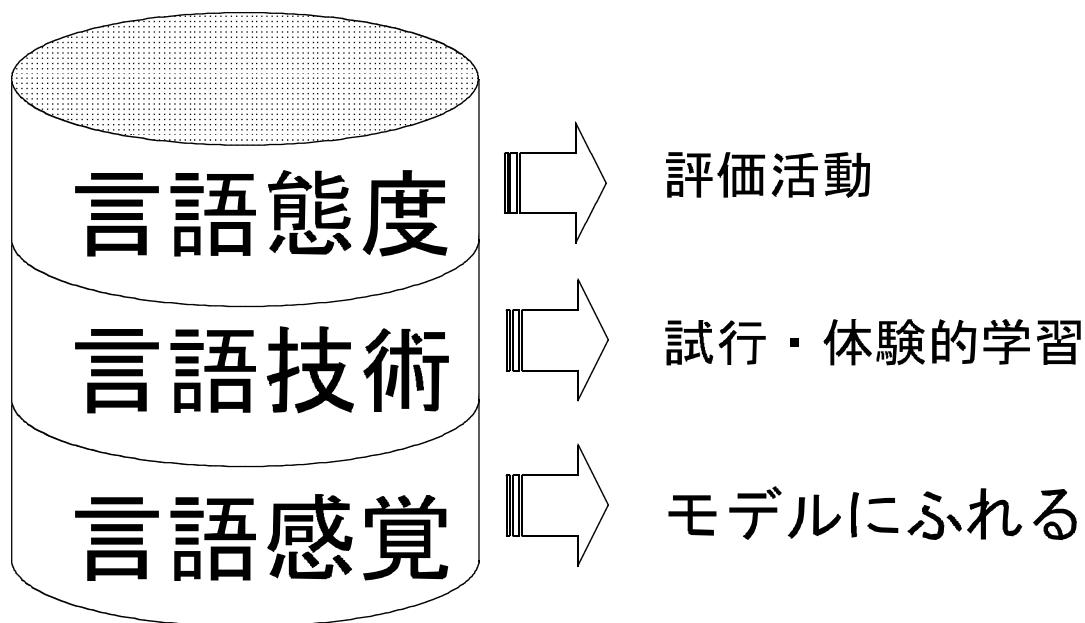 言語態度
評価活動
言語技術
試行・体験的学習
言語感覚
モデルにふれる